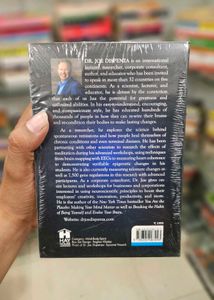 DR. JOE DISPENZA is an international
lecturer, researcher, corporate consultant,
author, and educator who has been invited
to speak in more than 32 countries on five
continents. As a scientist, lecturer, and
educator, he is driven by the conviction
that each of us has the potential for greatness and
unlimited abilities. In his easy-to-understand, encouraging,
and compassionate style, he has educated hundreds of
thousands of people in how they can rewire their brains
and recondition their bodies to make lasting changes.
As a researcher, he explores the science behind
spontaneous remissions and how people heal themselves of
chronic conditions and even terminal diseases. He has been
partnering with other scientists to research the effects of
meditation during his advanced workshops, using techniques
from brain mapping with EEGs to measuring heart coherence
to demonstrating verifiable epigenetic changes in his students.
He is also currently measuring telomere changes as
well as 7,500 gene regulations in this research with advanced
participants. As a corporate consultant, Dr. Joe gives on-
site lectures and workshops for businesses and corporations
interested in using neuroscientific principles to boost their
employees' creativity, innovation, productivity, and more.
He is the author of the New York Times bestseller You Are the
Placebo: Making Your Mind Matter as well as Breaking the Habit
of Being Yourself and Evolve Your Brain.
Website: drjoedispenza.com
HAY
HOUSE